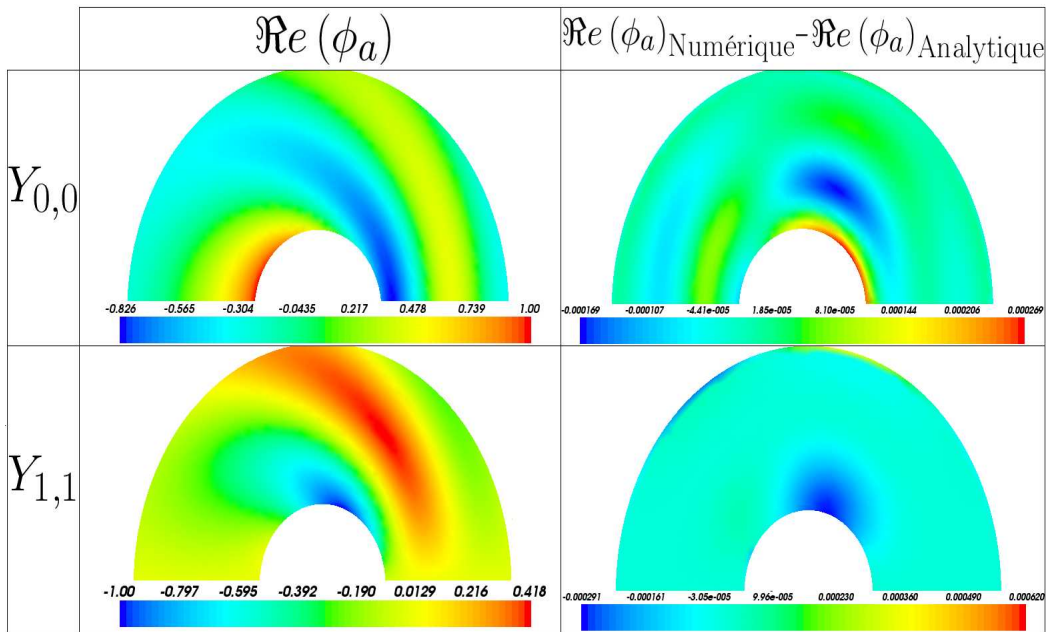 ℜe (ϕₐ)
ℜe (ϕₐ)Numérique-ℜe (ϕₐ)Analytique
Y0,0
-0.826 -0.565 -0.304 -0.0435 0.217 0.478 0.739 1.00
-0.000169 -0.000107 -4.41e-005 1.85e-005 8.10e-005 0.000144 0.000206 0.000269
Y1,1
-1.00 -0.797 -0.595 -0.392 -0.190 0.0129 0.216 0.418
-0.000291 -0.000161 -3.05e-005 9.96e-005 0.000230 0.000360 0.000490 0.000620